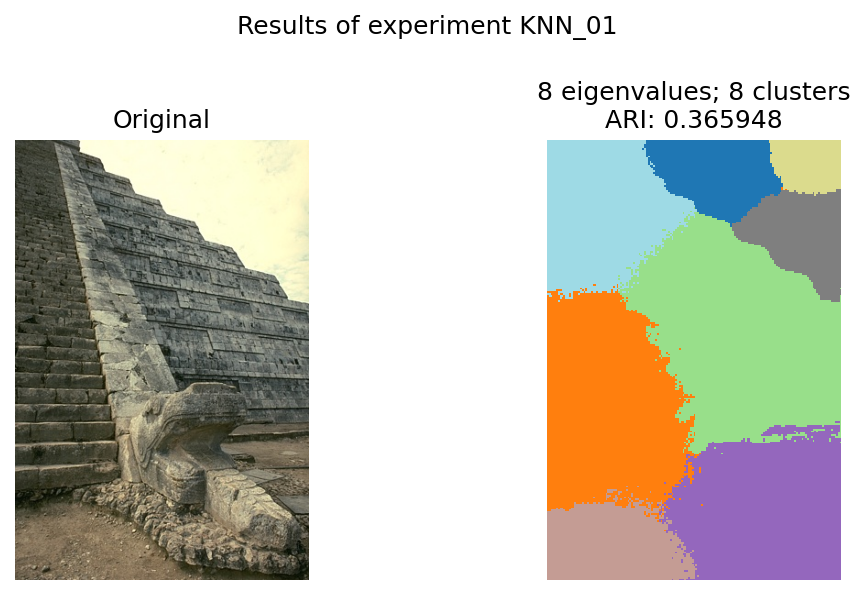 Results of experiment KNN_01
Original
8 eigenvalues; 8 clusters
ARI: 0.365948